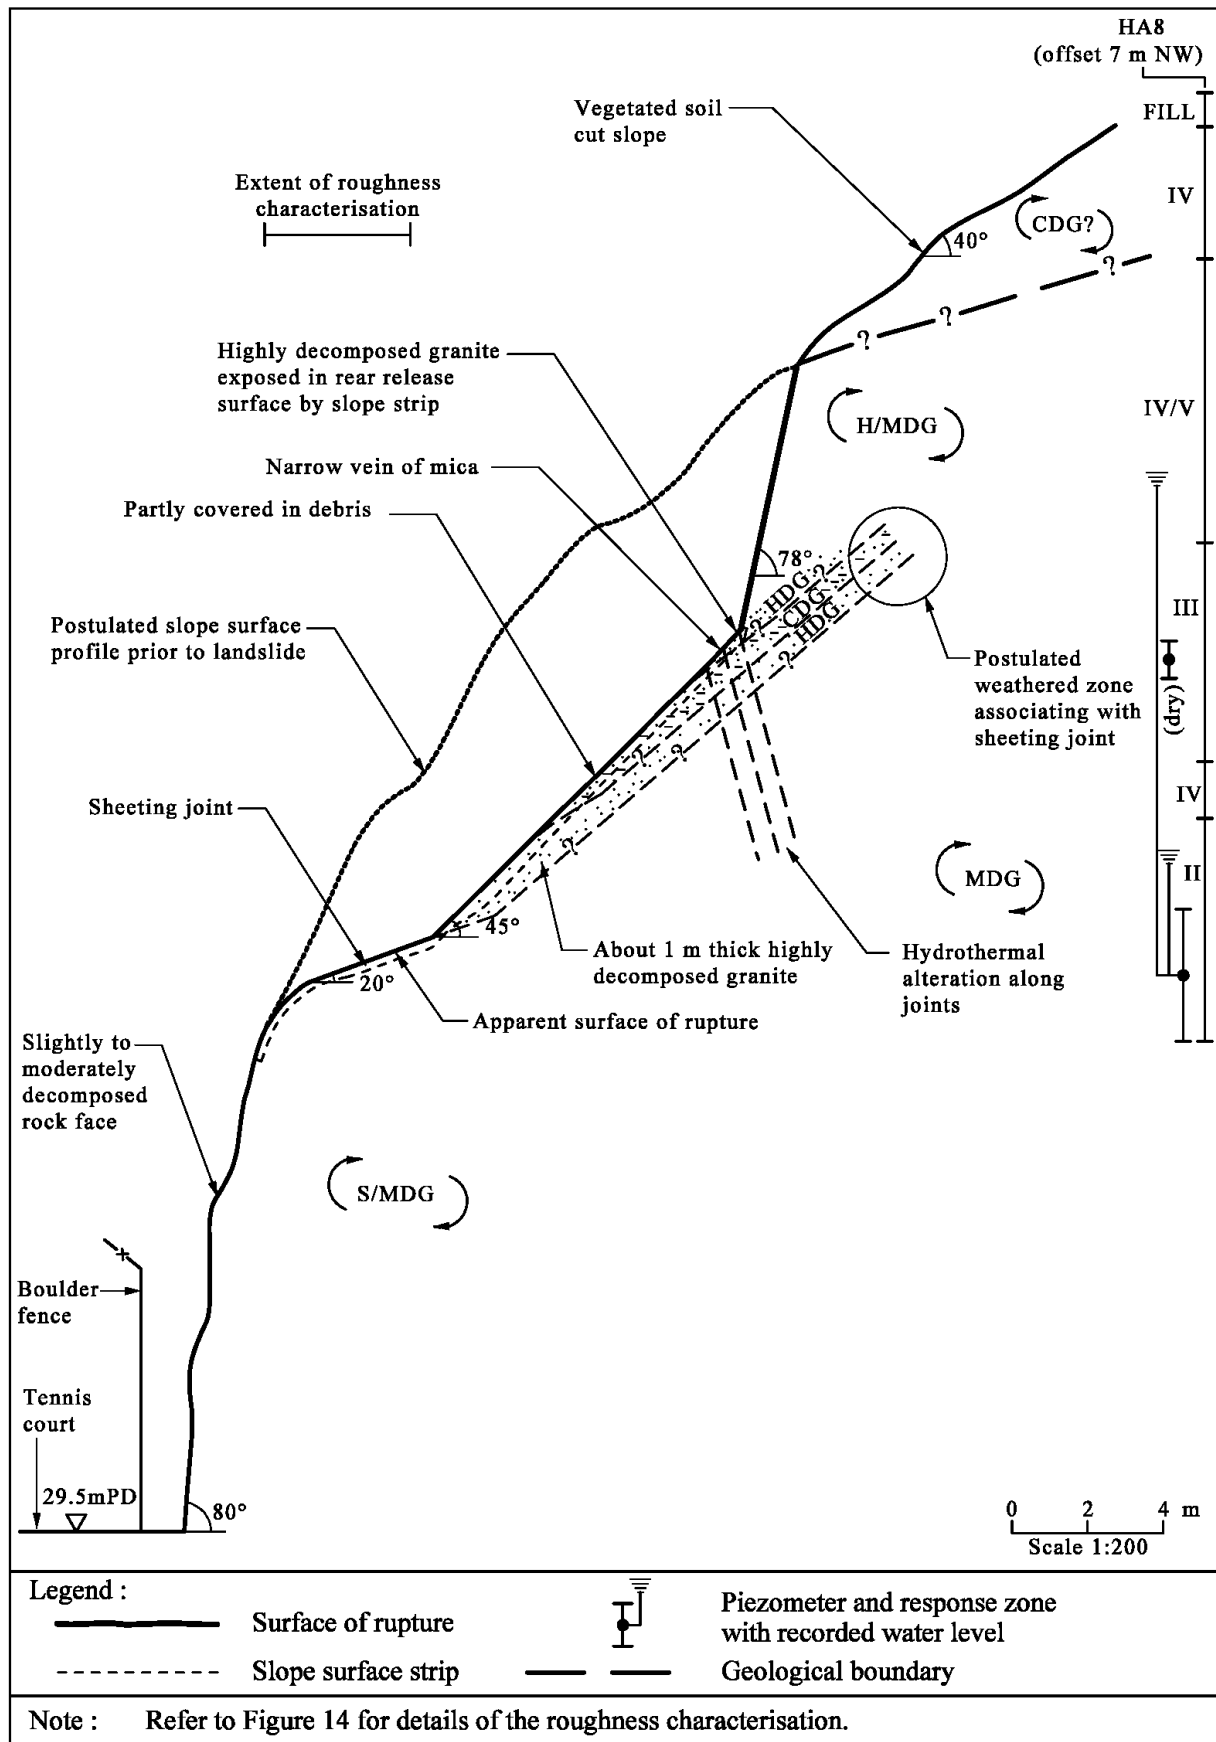 HA8
(offset 7 m NW)
Vegetated soil
cut slope
FILL
Extent of roughness
characterisation
IV
CDG?
40°
?
?
?
Highly decomposed granite
exposed in rear release
surface by slope strip
IV/V
H/MDG
Narrow vein of mica
Partly covered in debris
78°
HDG ?
CDG
HDG
?
?
III
Postulated slope surface
profile prior to landslide
Postulated
weathered zone
associating with
sheeting joint
(dry)
?
?
?
IV
Sheeting joint
II
MDG
45°
About 1 m thick highly
decomposed granite
Hydrothermal
alteration along
joints
20°
Apparent surface of rupture
Slightly to
moderately
decomposed
rock face
S/MDG
Boulder
fence
Tennis
court
29.5mPD
80°
0 2 4 m
Scale 1:200
Legend :
Surface of rupture
Piezometer and response zone
with recorded water level
Slope surface strip
Geological boundary
Note : Refer to Figure 14 for details of the roughness characterisation.